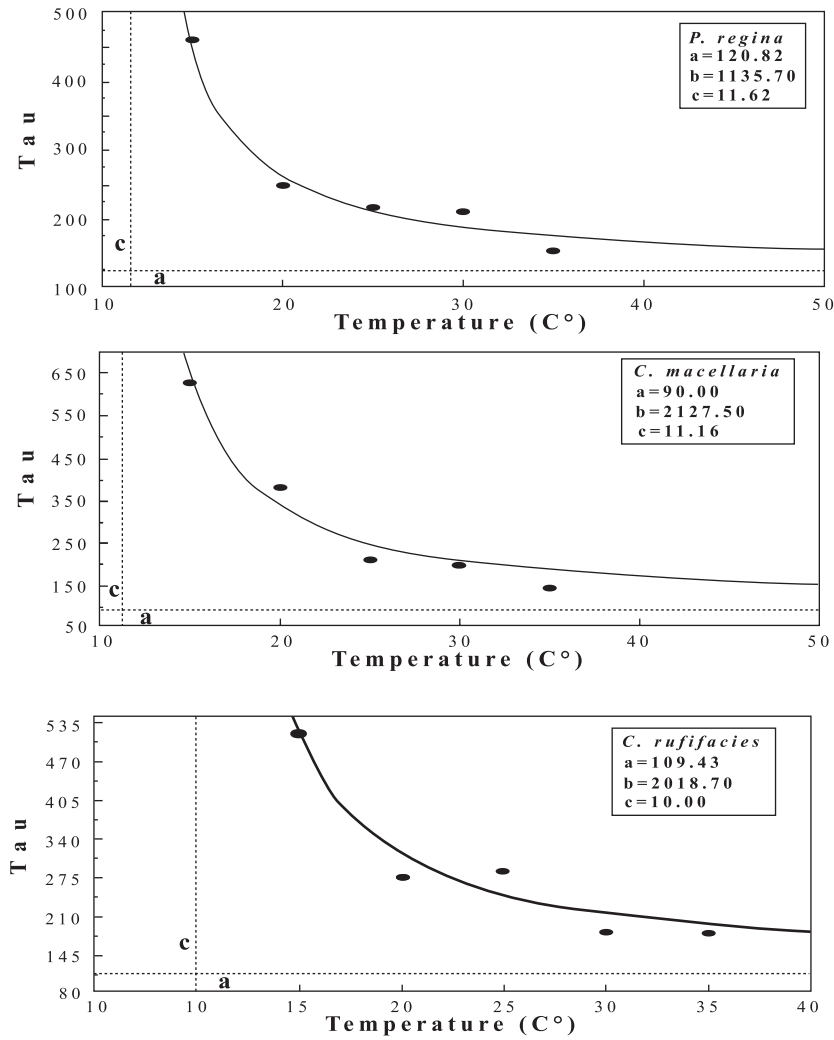 500
400
300
200
100
Tau
c
a
P. regina
a=120.82
b=1135.70
c=11.62
10 20 30 40 50
Temperature (C°)
650
550
450
350
250
150
50
Tau
c
a
C. macellaria
a=90.00
b=2127.50
c=11.16
10 20 30 40 50
Temperature (C°)
535
470
405
340
275
210
145
80
Tau
c
a
C. rufifacies
a=109.43
b=2018.70
c=10.00
10 10 15 20 25 30 35 40
Temperature (C°)